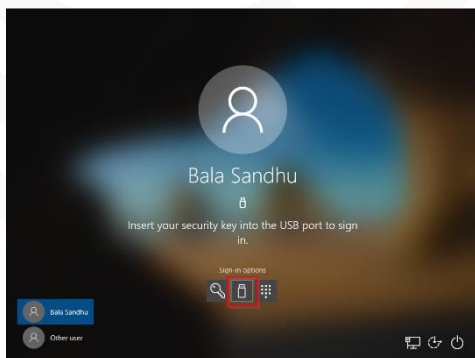 Bala Sandhu
Insert your security key into the USB port to sign
in.
Sign-in options
Bala Sandhu
Other user